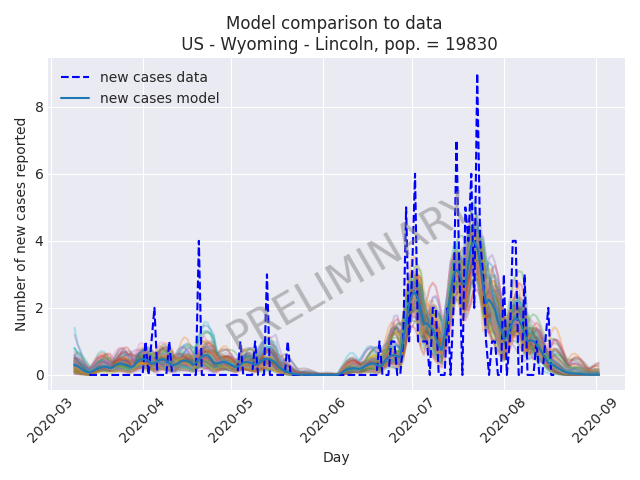 Model comparison to data
US - Wyoming - Lincoln, pop. = 19830
new cases data
new cases model
PRELIMINARY
Number of new cases reported
8
6
4
2
0
2020-03
2020-04
2020-05
2020-06
2020-07
2020-08
2020-09
Day